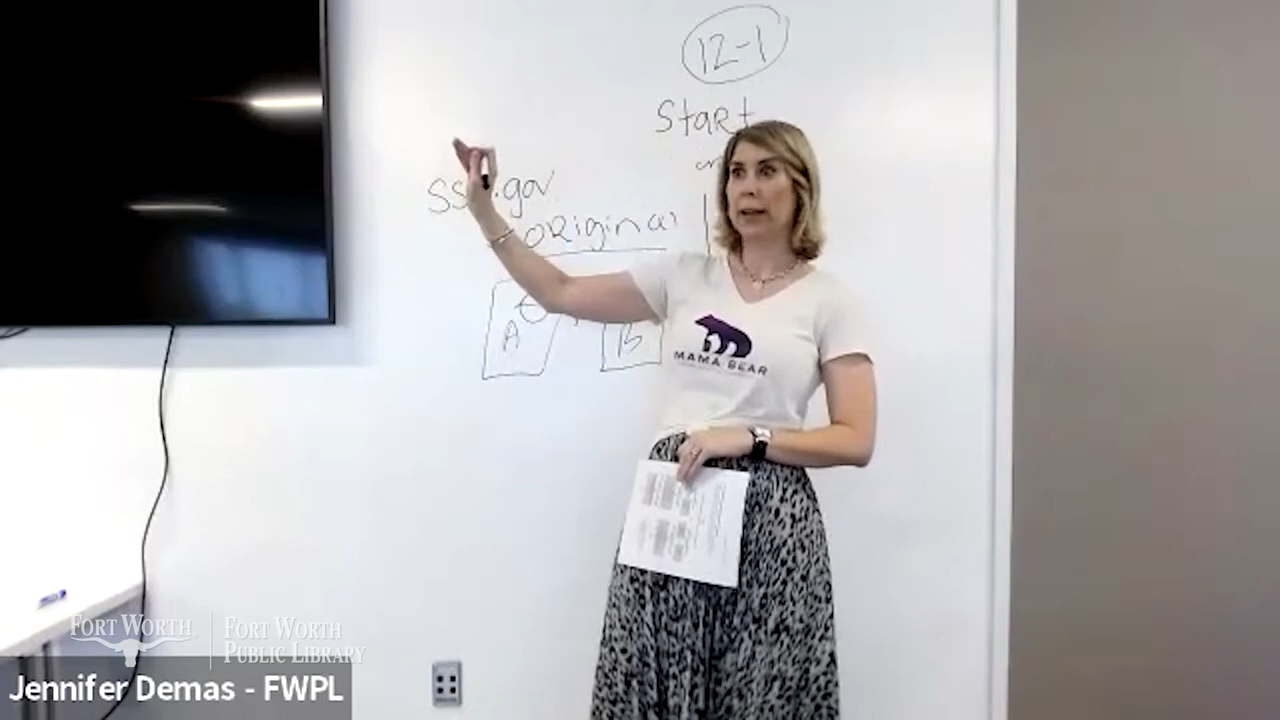 12-1
Start
.gov
original
A
B
MAMA BEAR
FORT WORTH
FORT WORTH
PUBLIC LIBRARY
Jennifer Demas - FWPL